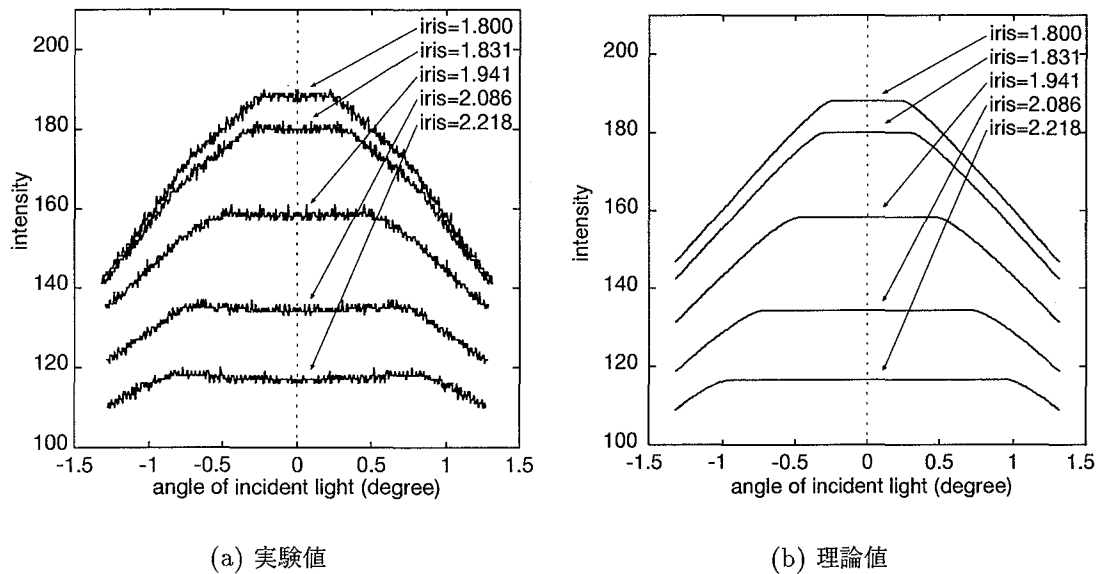 iris=1.800
iris=1.831
iris=1.941
iris=2.086
iris=2.218
200
180
160
140
120
100
intensity
-1.5 -1 -0.5 0 0.5 1 1.5
angle of incident light (degree)
(a) 実験値
iris=1.800
iris=1.831
iris=1.941
iris=2.086
iris=2.218
200
180
160
140
120
100
intensity
-1.5 -1 -0.5 0 0.5 1 1.5
angle of incident light (degree)
(b) 理論値